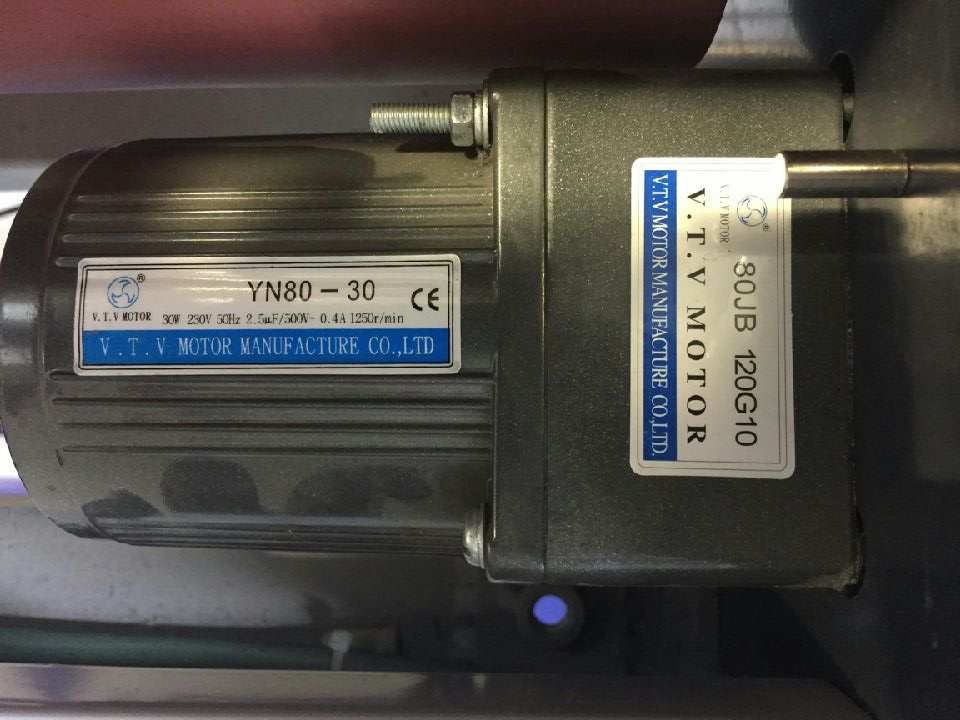 ®
YN80-30
CE
V.T.V MOTOR
30W 230V 50Hz 2.5µF/500V~ 0.4A 1250r/min
V.T.V MOTOR MANUFACTURE CO.,LTD
®
V.T.V MOTOR
80JB 120G10
V.T.V MOTOR
V.T.V MOTOR MANUFACTURE CO.,LTD.